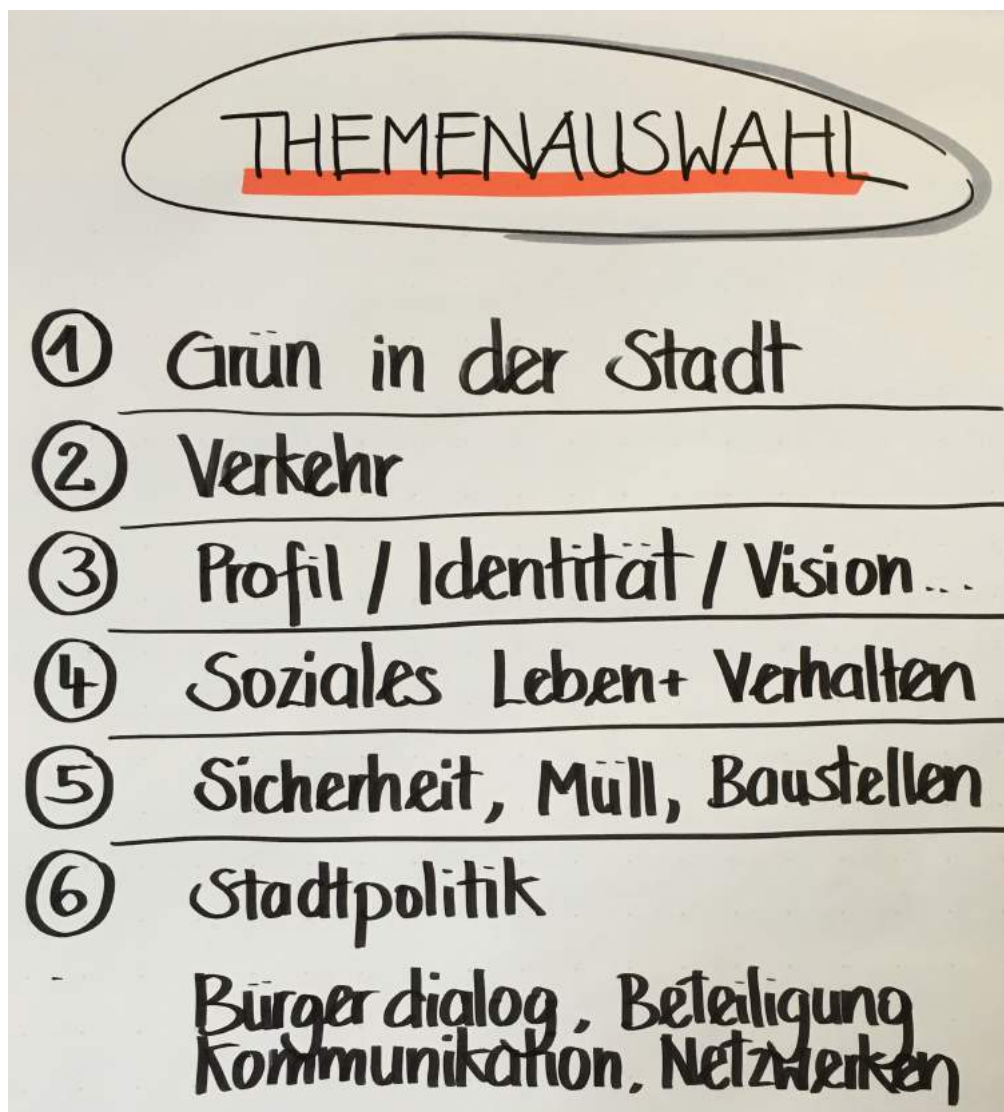 THEMENAUSWAHL
1 Grün in der Stadt
2 Verkehr
3 Profil / Identität / Vision...
4 Soziales Leben + Verhalten
5 Sicherheit, Müll, Baustellen
6 Stadtpolitik
Bürgerdialog, Beteiligung
Kommunikation, Netzwerken